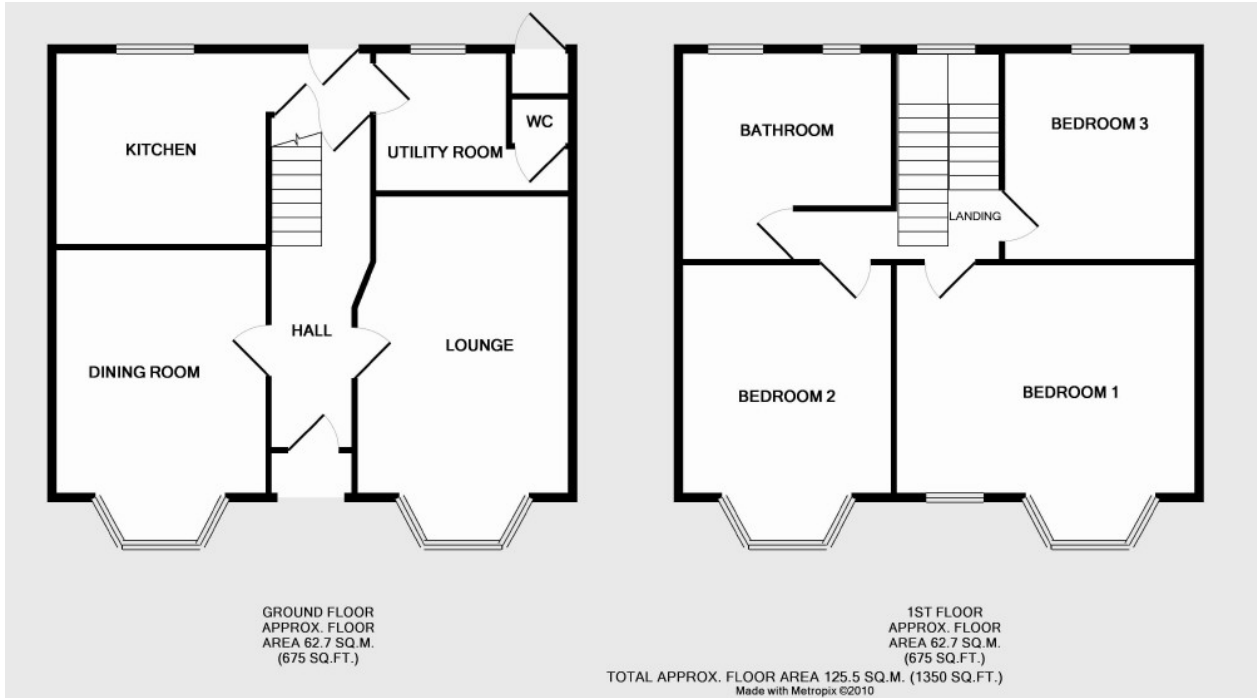 KITCHEN
WC
UTILITY ROOM
HALL
LOUNGE
DINING ROOM
BATHROOM
BEDROOM 3
LANDING
BEDROOM 2
BEDROOM 1
GROUND FLOOR
APPROX. FLOOR
AREA 62.7 SQ.M.
(675 SQ.FT.)
1ST FLOOR
APPROX. FLOOR
AREA 62.7 SQ.M.
(675 SQ.FT.)
TOTAL APPROX. FLOOR AREA 125.5 SQ.M. (1350 SQ.FT.)
Made with Metropix ©2010